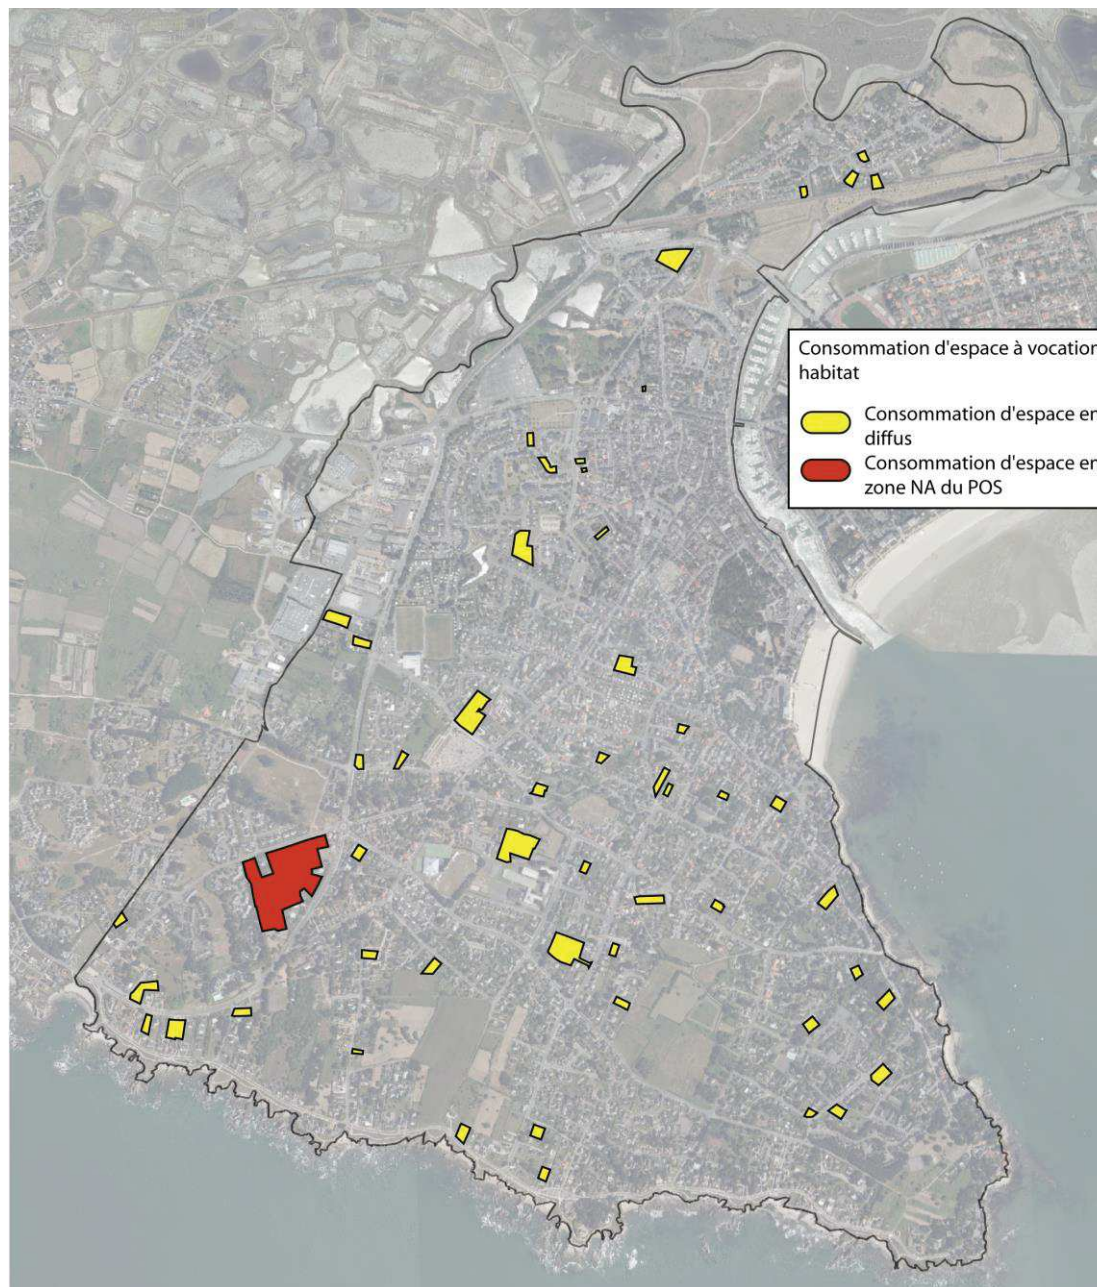 Consommation d'espace à vocation
habitat
Consommation d'espace en
diffus
Consommation d'espace en
zone NA du POS